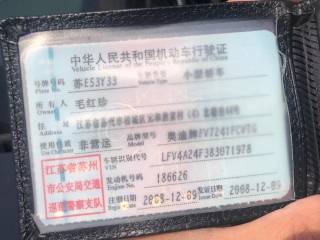 中华人民共和国机动车行驶证
Vehicle License of the People's Republic of China
号牌号码 苏E53Y33 车辆类型 小型轿车
Plate No.
所有人 毛红珍
Owner
住址
使用性质 非营运 品牌型号 奥迪牌FV7241FCVTG
车辆识别代号 LFV4A24F383071978
VIN
发动机号码 186626
Engine No.
注册日期 2008-12-09 发证日期 2008-12-09
江苏省苏州
市公安局交通
巡逻警察支队